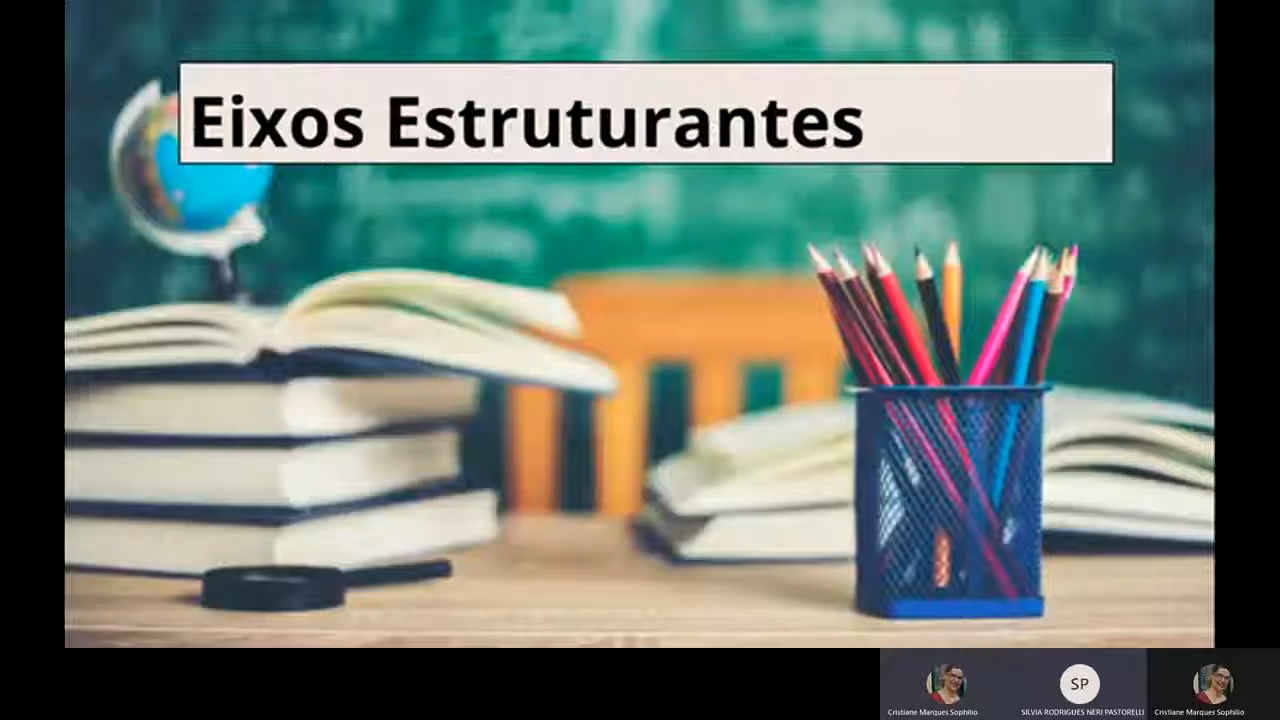 Eixos Estruturantes
SP
Cristiane Marques Sophilio
SILVIA RODRIGUES NERI PASTORELLI
Cristiane Marques Sophilio